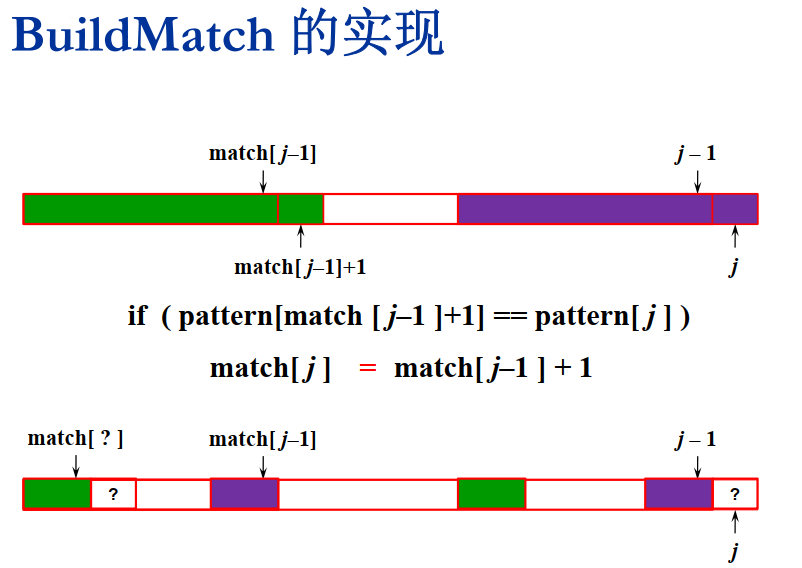 BuildMatch 的实现
match[ j–1] j – 1
match[ j–1]+1 j
if ( pattern[match [ j–1 ]+1] == pattern[ j ] )
match[ j ] = match[ j–1 ] + 1
match[ ? ] match[ j–1] j – 1
? ?
j